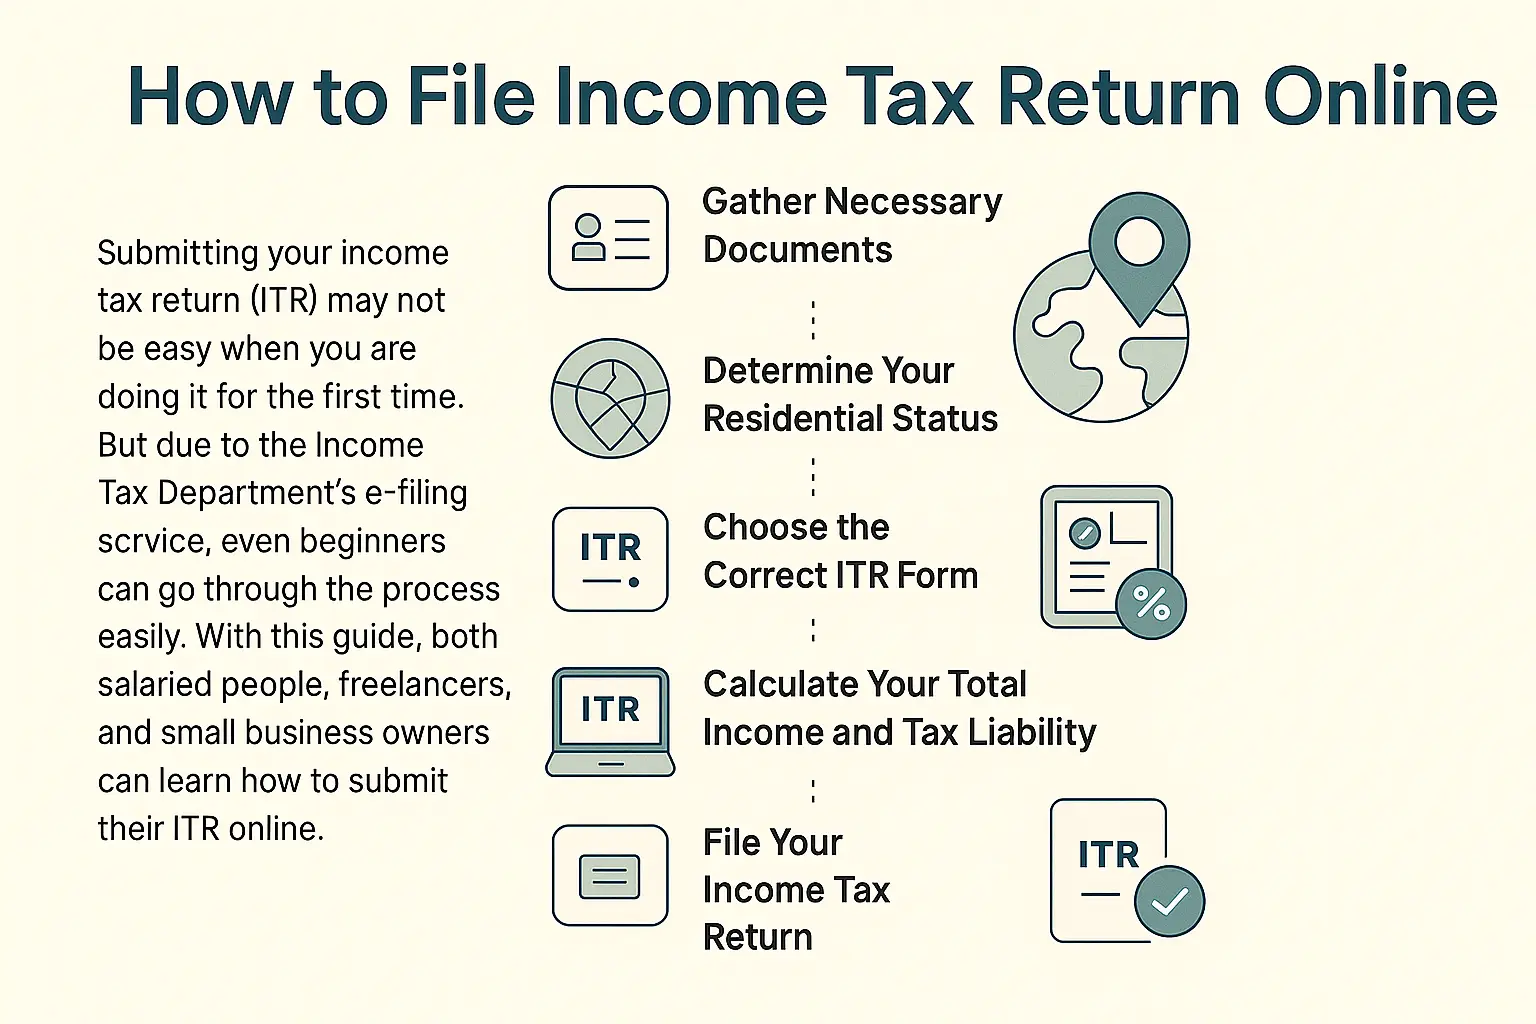 How to File Income Tax Return Online
Submitting your income
tax return (ITR) may not
be easy when you are
doing it for the first time.
But due to the Income
Tax Department's e-filing
scrvice, even beginners
can go through the process
easily. With this guide, both
salaried people, freelancers,
and small business owners
can learn how to submit
their ITR online.
Gather Necessary
Documents
Determine Your
Residential Status
ITR
Choose the
Correct ITR Form
%
ITR
Calculate Your Total
Income and Tax Liability
File Your
Income Tax
Return
ITR